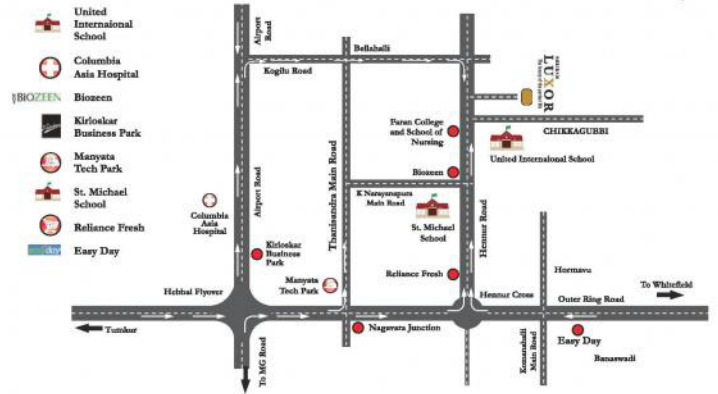 United
Internaional
School
Columbia
Asia Hospital
BIOZEEN
Biozeen
Kirloskar
Business Park
Manyata
Tech Park
St. Michael
School
Reliance Fresh
easyday
Easy Day
Airport
Road
Bellahalli
Kogilu Road
LUXOR
Faran College
and School of
Nursing
CHIKKAGUBBI
United Internaional School
Biozeen
Thanisandra Main Road
K Narayanapura
Main Road
Airport Road
Columbia
Asia
Hospital
St. Michael
School
Hennur Road
Kirloskar
Business
Park
Manyata
Tech Park
Reliance Fresh
Hormavu
To Whitefield
Hebbal Flyover
Hennur Cross
Outer Ring Road
Tumkur
Nagavara Junction
Easy Day
Main Road
Banaswadi
To MG Road